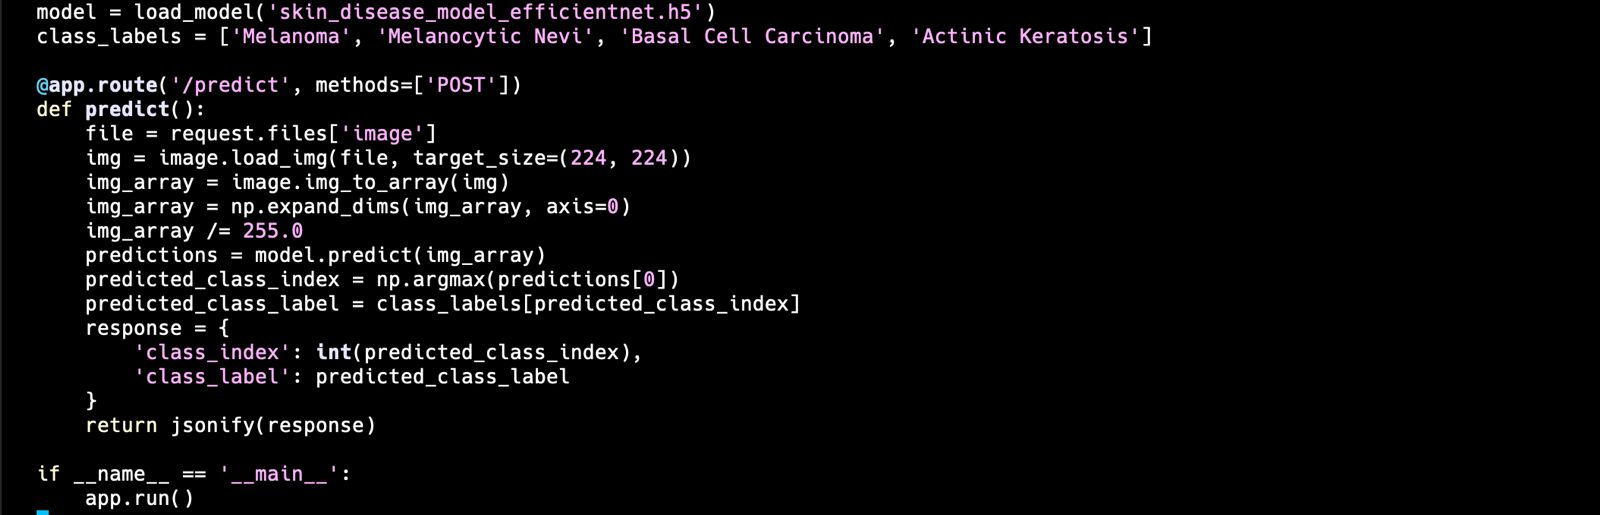 model = load_model('skin_disease_model_efficientnet.h5')
class_labels = ['Melanoma', 'Melanocytic Nevi', 'Basal Cell Carcinoma', 'Actinic Keratosis']

@app.route('/predict', methods=['POST'])
def predict():
    file = request.files['image']
    img = image.load_img(file, target_size=(224, 224))
    img_array = image.img_to_array(img)
    img_array = np.expand_dims(img_array, axis=0)
    img_array /= 255.0
    predictions = model.predict(img_array)
    predicted_class_index = np.argmax(predictions[0])
    predicted_class_label = class_labels[predicted_class_index]
    response = {
        'class_index': int(predicted_class_index),
        'class_label': predicted_class_label
    }
    return jsonify(response)

if __name__ == '__main__':
    app.run()